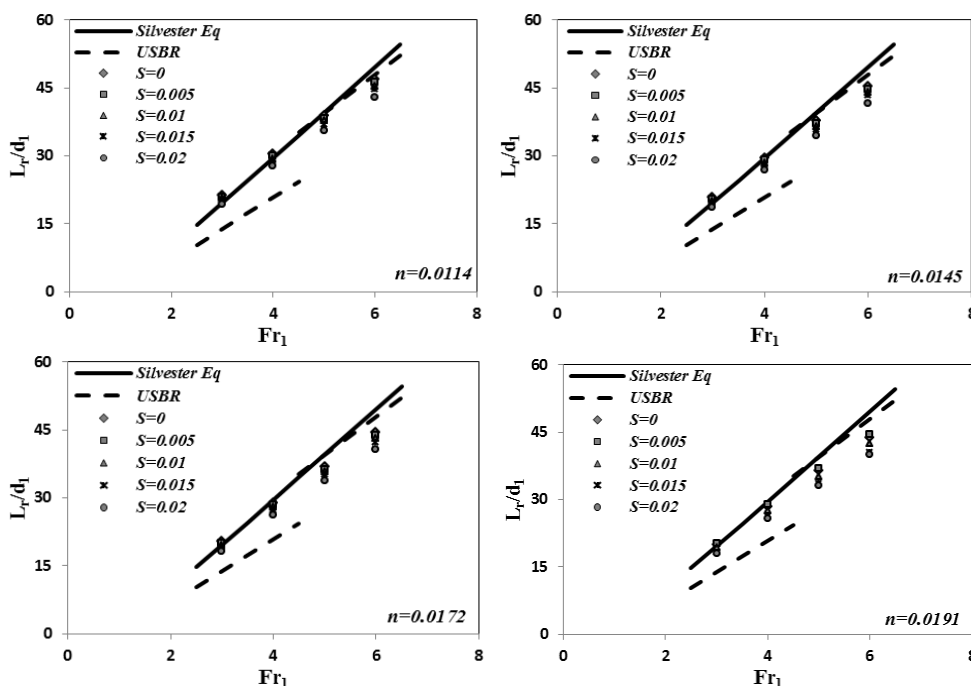 60
45
30
15
0
0 2 4 6 8
Lr/d1
Fr1
Silvester Eq
USBR
S=0
S=0.005
S=0.01
S=0.015
S=0.02
n=0.0114
60
45
30
15
0
0 2 4 6 8
Lr/d1
Fr1
Silvester Eq
USBR
S=0
S=0.005
S=0.01
S=0.015
S=0.02
n=0.0145
60
45
30
15
0
0 2 4 6 8
Lr/d1
Fr1
Silvester Eq
USBR
S=0
S=0.005
S=0.01
S=0.015
S=0.02
n=0.0172
60
45
30
15
0
0 2 4 6 8
Lr/d1
Fr1
Silvester Eq
USBR
S=0
S=0.005
S=0.01
S=0.015
S=0.02
n=0.0191